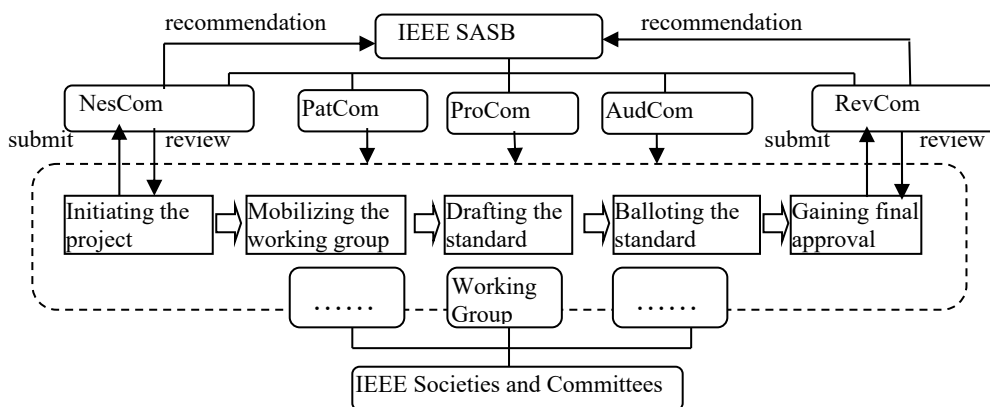 recommendation
IEEE SASB
recommendation
NesCom
PatCom
ProCom
AudCom
RevCom
submit
review
submit
review
Initiating the
project
Mobilizing the
working group
Drafting the
standard
Balloting the
standard
Gaining final
approval
......
Working
Group
......
IEEE Societies and Committees